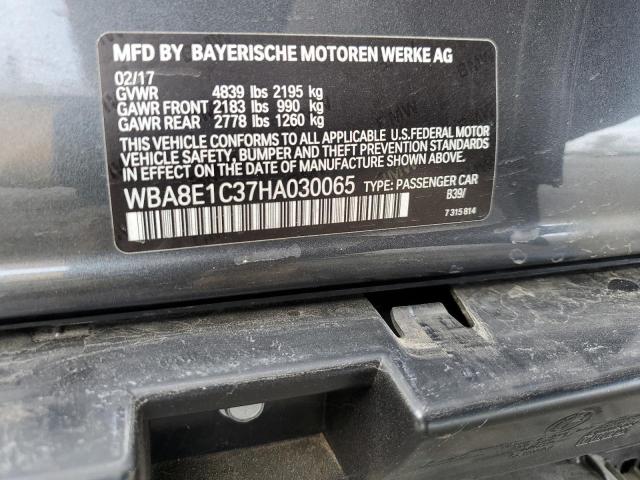 MFD BY BAYERISCHE MOTOREN WERKE AG
02/17
GVWR 4839 lbs 2195 kg
GAWR FRONT 2183 lbs 990 kg
GAWR REAR 2778 lbs 1260 kg
THIS VEHICLE CONFORMS TO ALL APPLICABLE U.S.FEDERAL MOTOR
VEHICLE SAFETY, BUMPER AND THEFT PREVENTION STANDARDS
IN EFFECT ON THE DATE OF MANUFACTURE SHOWN ABOVE.
WBA8E1C37HA030065 TYPE: PASSENGER CAR
B39/
7 315 814